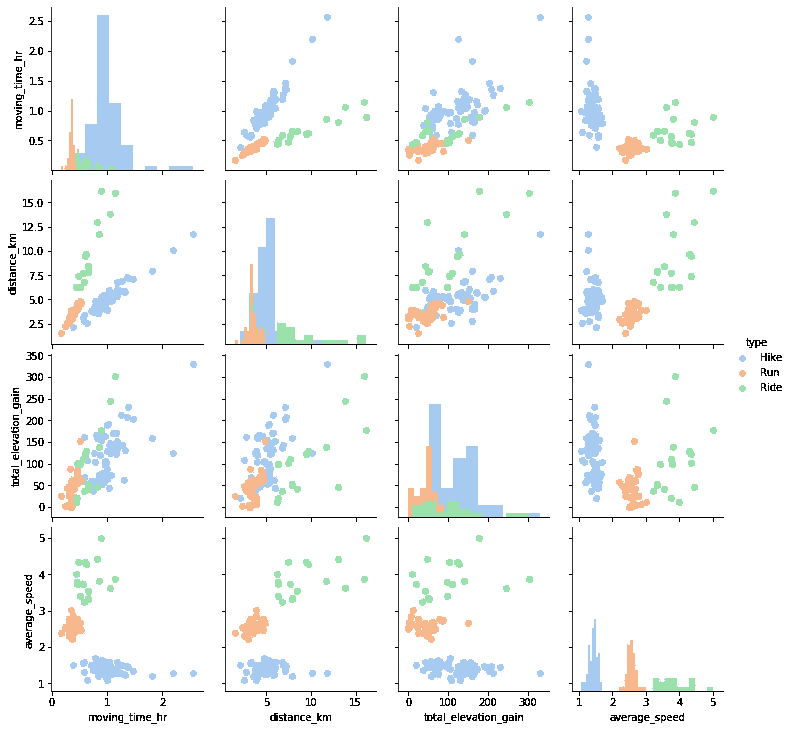 moving_time_hr
2.5
2.0
1.5
1.0
0.5
distance_km
15.0
12.5
10.0
7.5
5.0
2.5
total_elevation_gain
350
300
250
200
150
100
50
0
type
Hike
Run
Ride
average_speed
5
4
3
2
1
0 1 2
5 10 15
0 100 200 300
1 2 3 4 5
moving_time_hr
distance_km
total_elevation_gain
average_speed